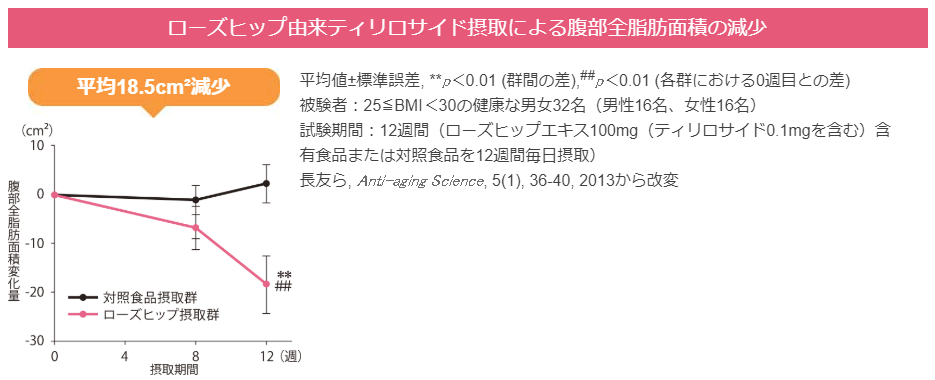 ローズヒップ由来ティリロサイド摂取による腹部全脂肪面積の減少
平均18.5cm²減少
平均値±標準誤差, **p＜0.01 (群間の差),##p＜0.01 (各群における0週目との差)
被験者：25≦BMI＜30の健康な男女32名（男性16名、女性16名）
試験期間：12週間（ローズヒップエキス100mg（ティリロサイド0.1mgを含む）含
有食品または対照食品を12週間毎日摂取）
長友ら, Anti-aging Science, 5(1), 36-40, 2013から改変
（cm²）
腹部全脂肪面積変化量
10
0
-10
-20
-30
**
##
対照食品摂取群
ローズヒップ摂取群
0 4 8 12（週）
摂取期間